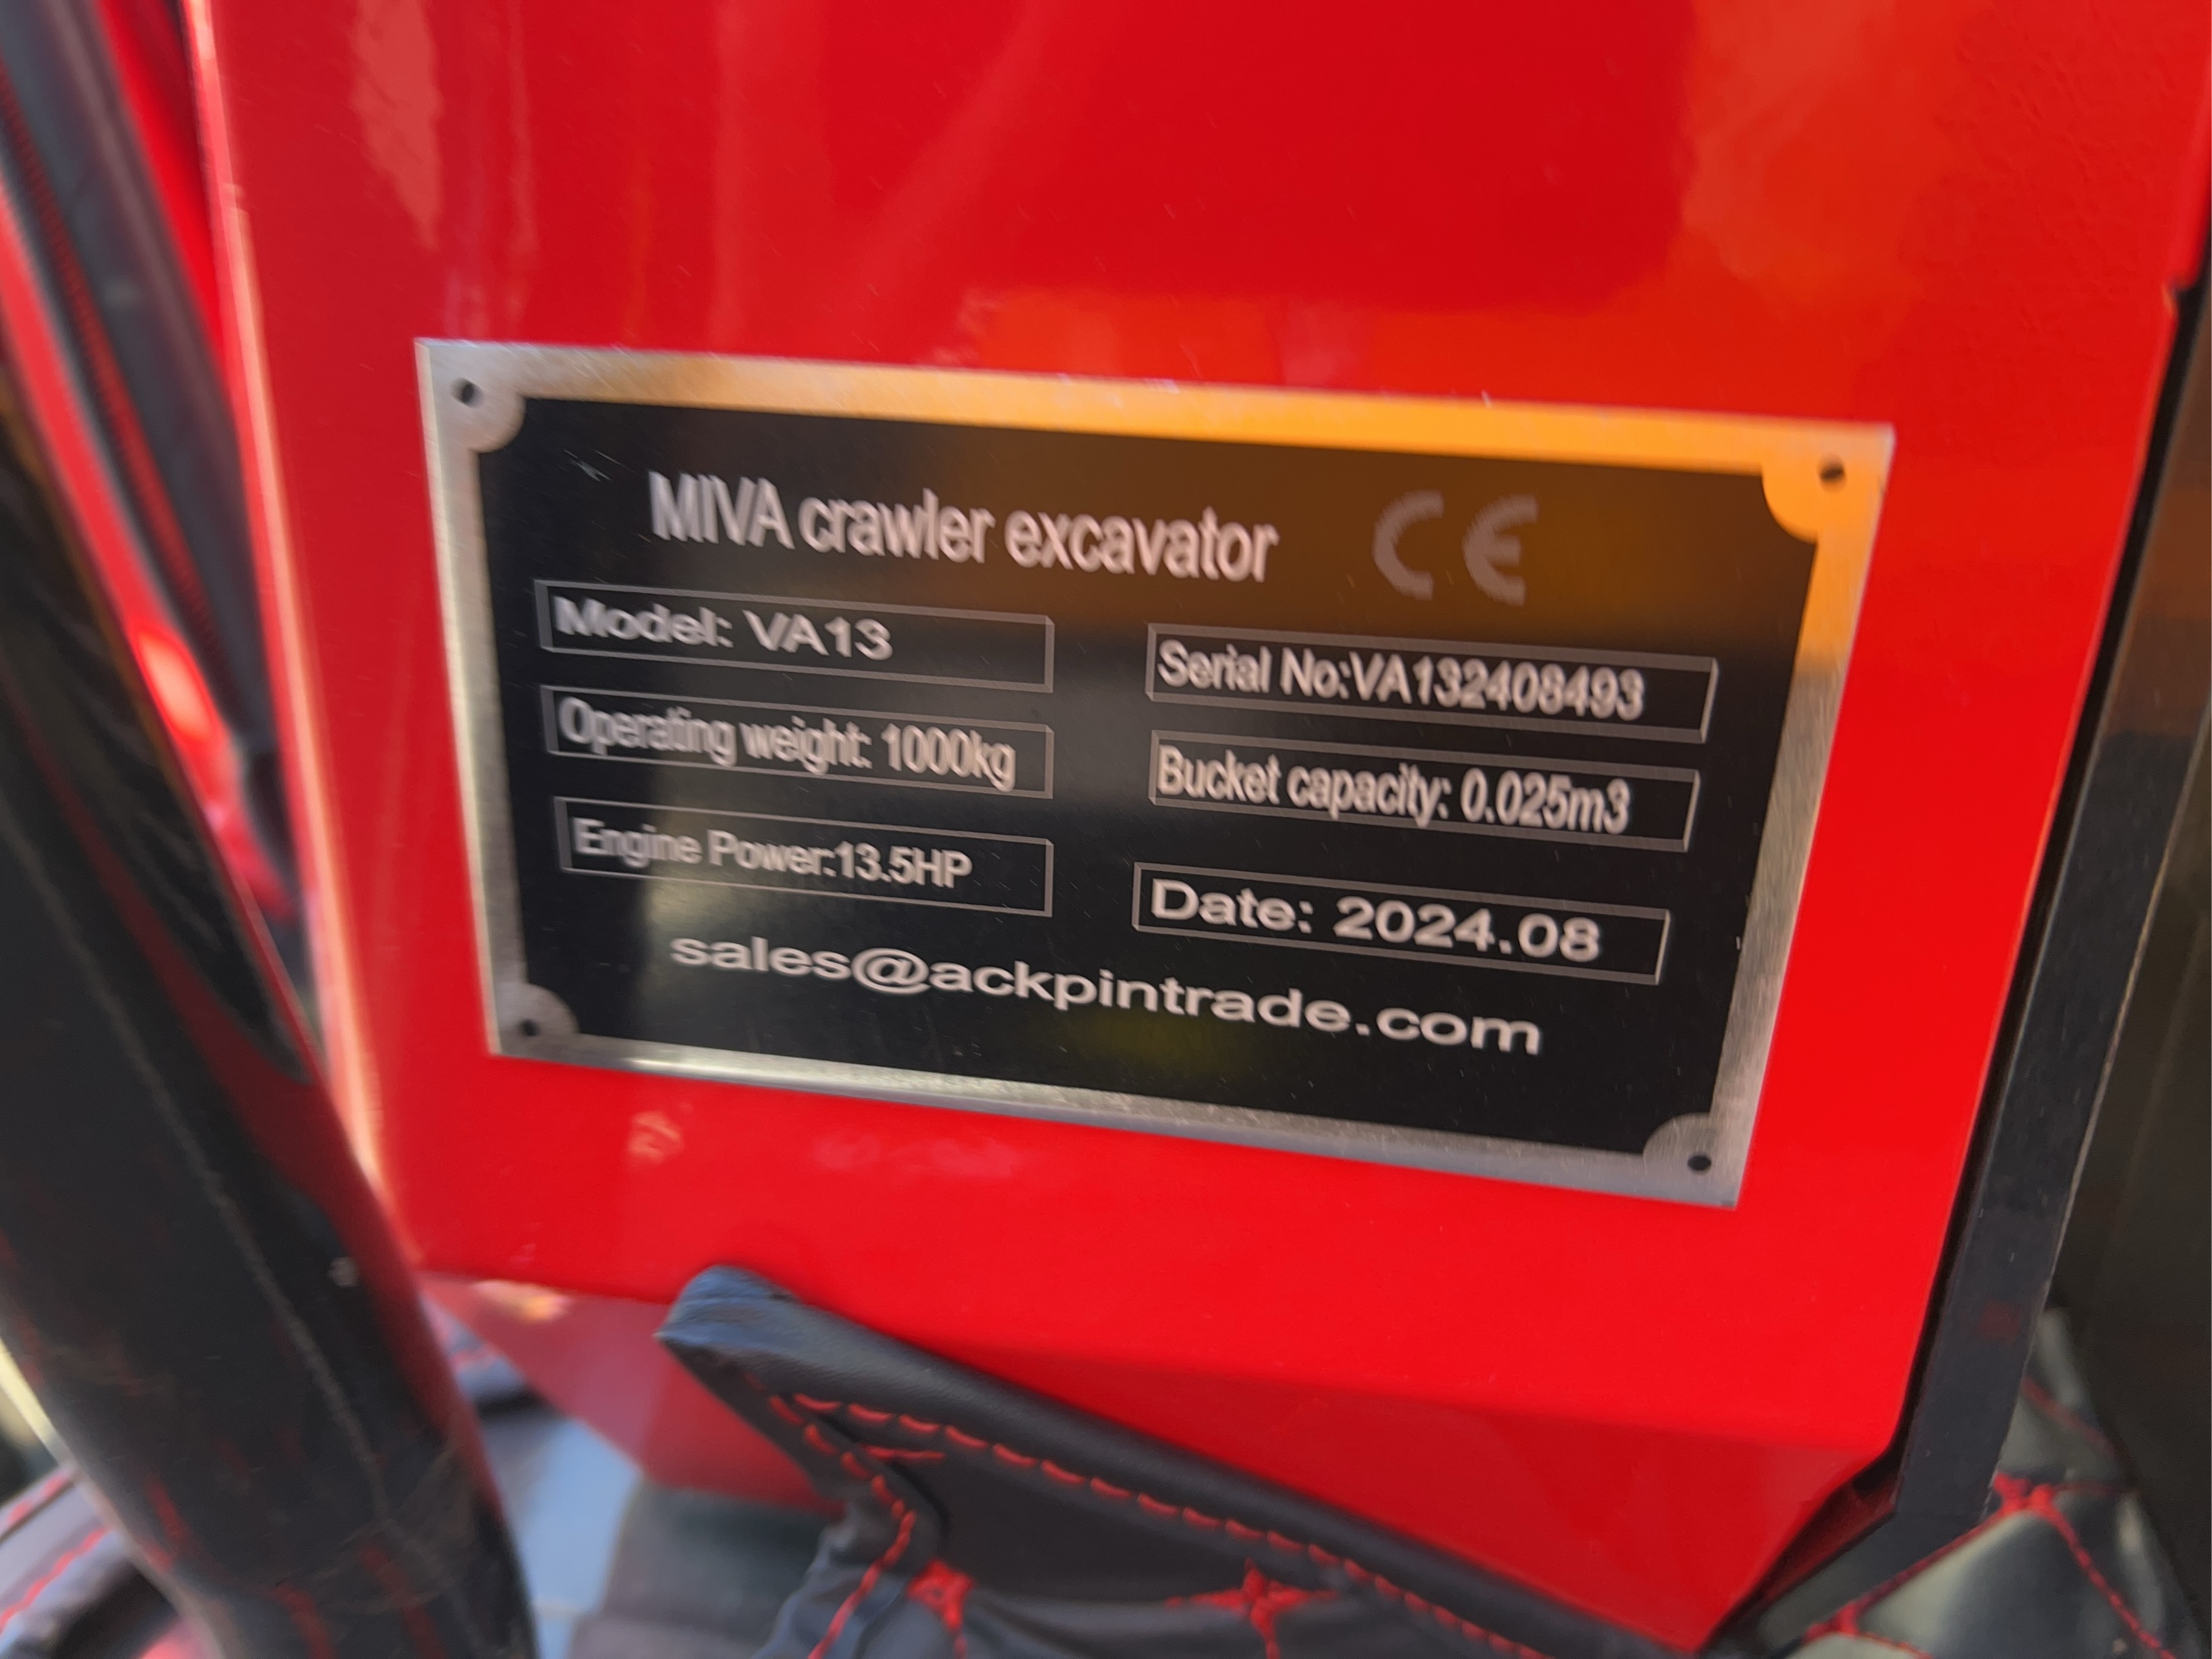 MIVA crawler excavator CE
Model: VA13
Serial No:VA132408493
Operating weight: 1000kg
Bucket capacity: 0.025m3
Engine Power:13.5HP
Date: 2024.08
sales@ackpintrade.com